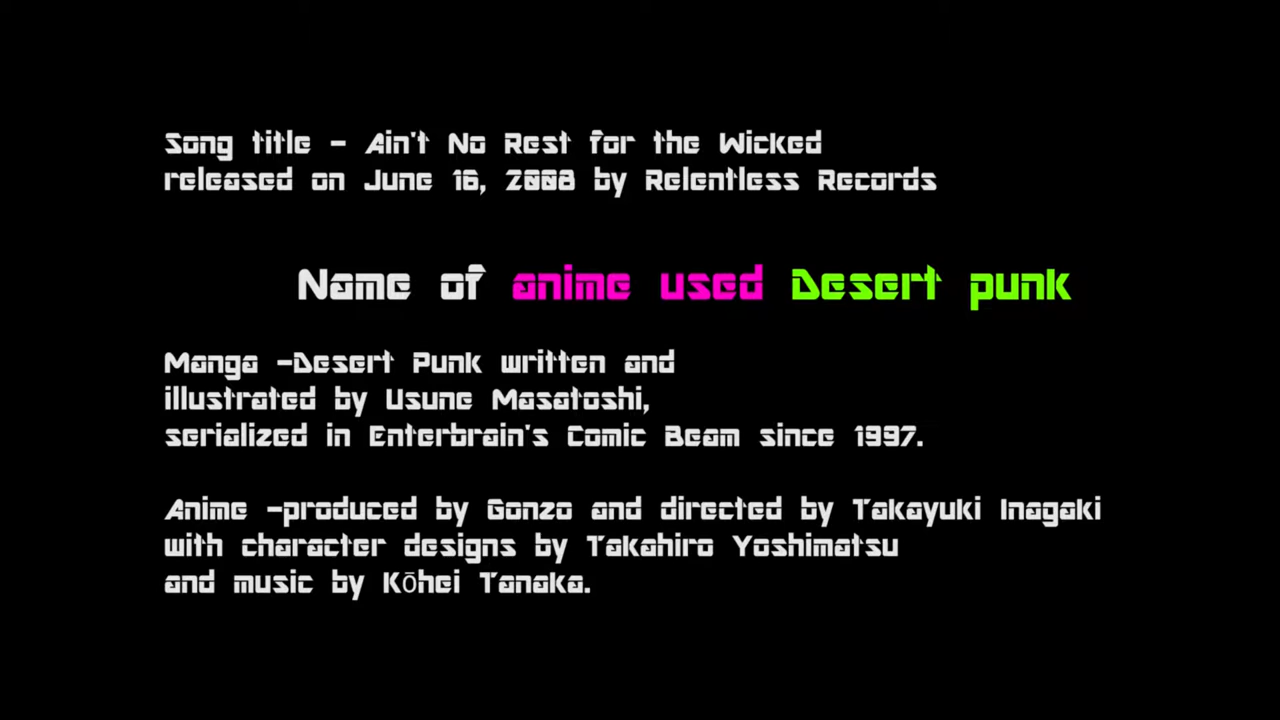 Song title - Ain't No Rest for the Wicked
released on June 16, 2008 by Relentless Records
Name of anime used Desert punk
Manga -Desert Punk written and
illustrated by Usune Masatoshi,
serialized in Enterbrain's Comic Beam since 1997.
Anime -produced by Gonzo and directed by Takayuki Inagaki
with character designs by Takahiro Yoshimatsu
and music by Kōhei Tanaka.